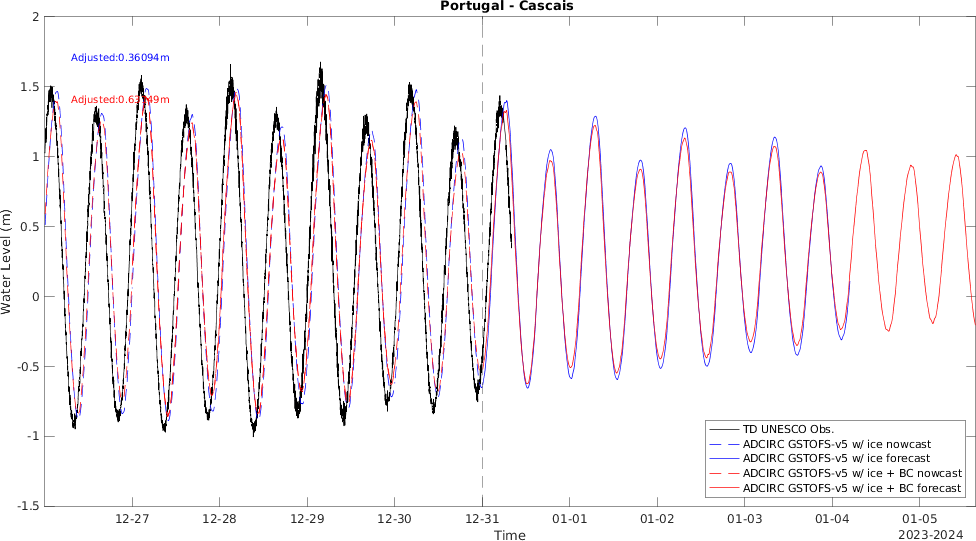 Portugal - Cascais
Adjusted:0.36094m
2
1.5
1
0.5
0
-0.5
-1
-1.5
Water Level (m)
TD UNESCO Obs.
ADCIRC GSTOFS-v5 w/ ice nowcast
ADCIRC GSTOFS-v5 w/ ice forecast
ADCIRC GSTOFS-v5 w/ ice + BC nowcast
ADCIRC GSTOFS-v5 w/ ice + BC forecast
12-27 12-28 12-29 12-30 12-31 01-01 01-02 01-03 01-04 01-05
Time
2023-2024